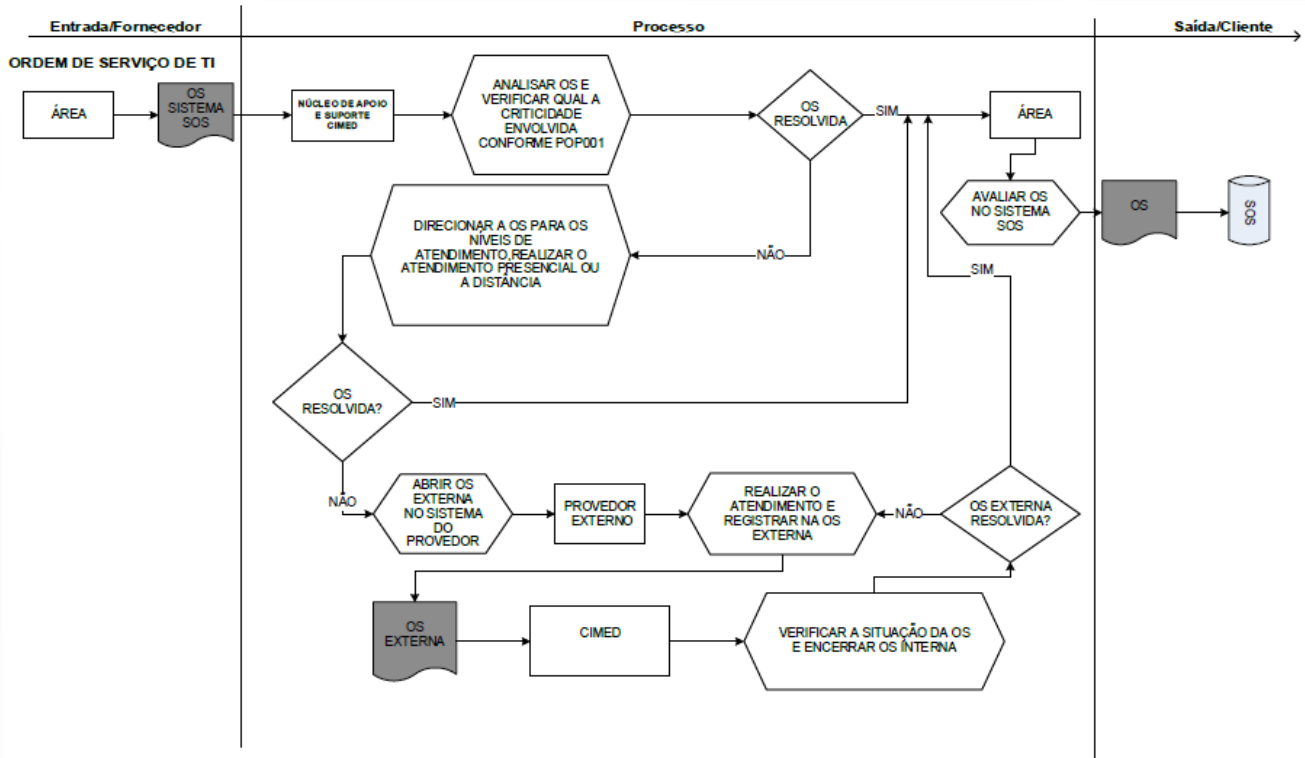 Entrada/Fornecedor
Processo
Saída/Cliente
ORDEM DE SERVIÇO DE TI
ÁREA
OS
SISTEMA
SOS
NÚCLEO DE APOIO
E SUPORTE
CIMED
ANALISAR OS E
VERIFICAR QUAL A
CRITICIDADE
ENVOLVIDA
CONFORME POP001
OS
RESOLVIDA
SIM
ÁREA
NÃO
AVALIAR OS
NO SISTEMA
SOS
OS
SOS
DIRECIONAR A OS PARA OS
NÍVEIS DE
ATENDIMENTO,REALIZAR O
ATENDIMENTO PRESENCIAL OU
A DISTÂNCIA
SIM
OS
RESOLVIDA?
SIM
NÃO
ABRIR OS
EXTERNA
NO SISTEMA
DO
PROVEDOR
PROVEDOR
EXTERNO
REALIZAR O
ATENDIMENTO E
REGISTRAR NA OS
EXTERNA
NÃO
OS EXTERNA
RESOLVIDA?
OS
EXTERNA
CIMED
VERIFICAR A SITUAÇÃO DA OS
E ENCERRAR OS INTERNA